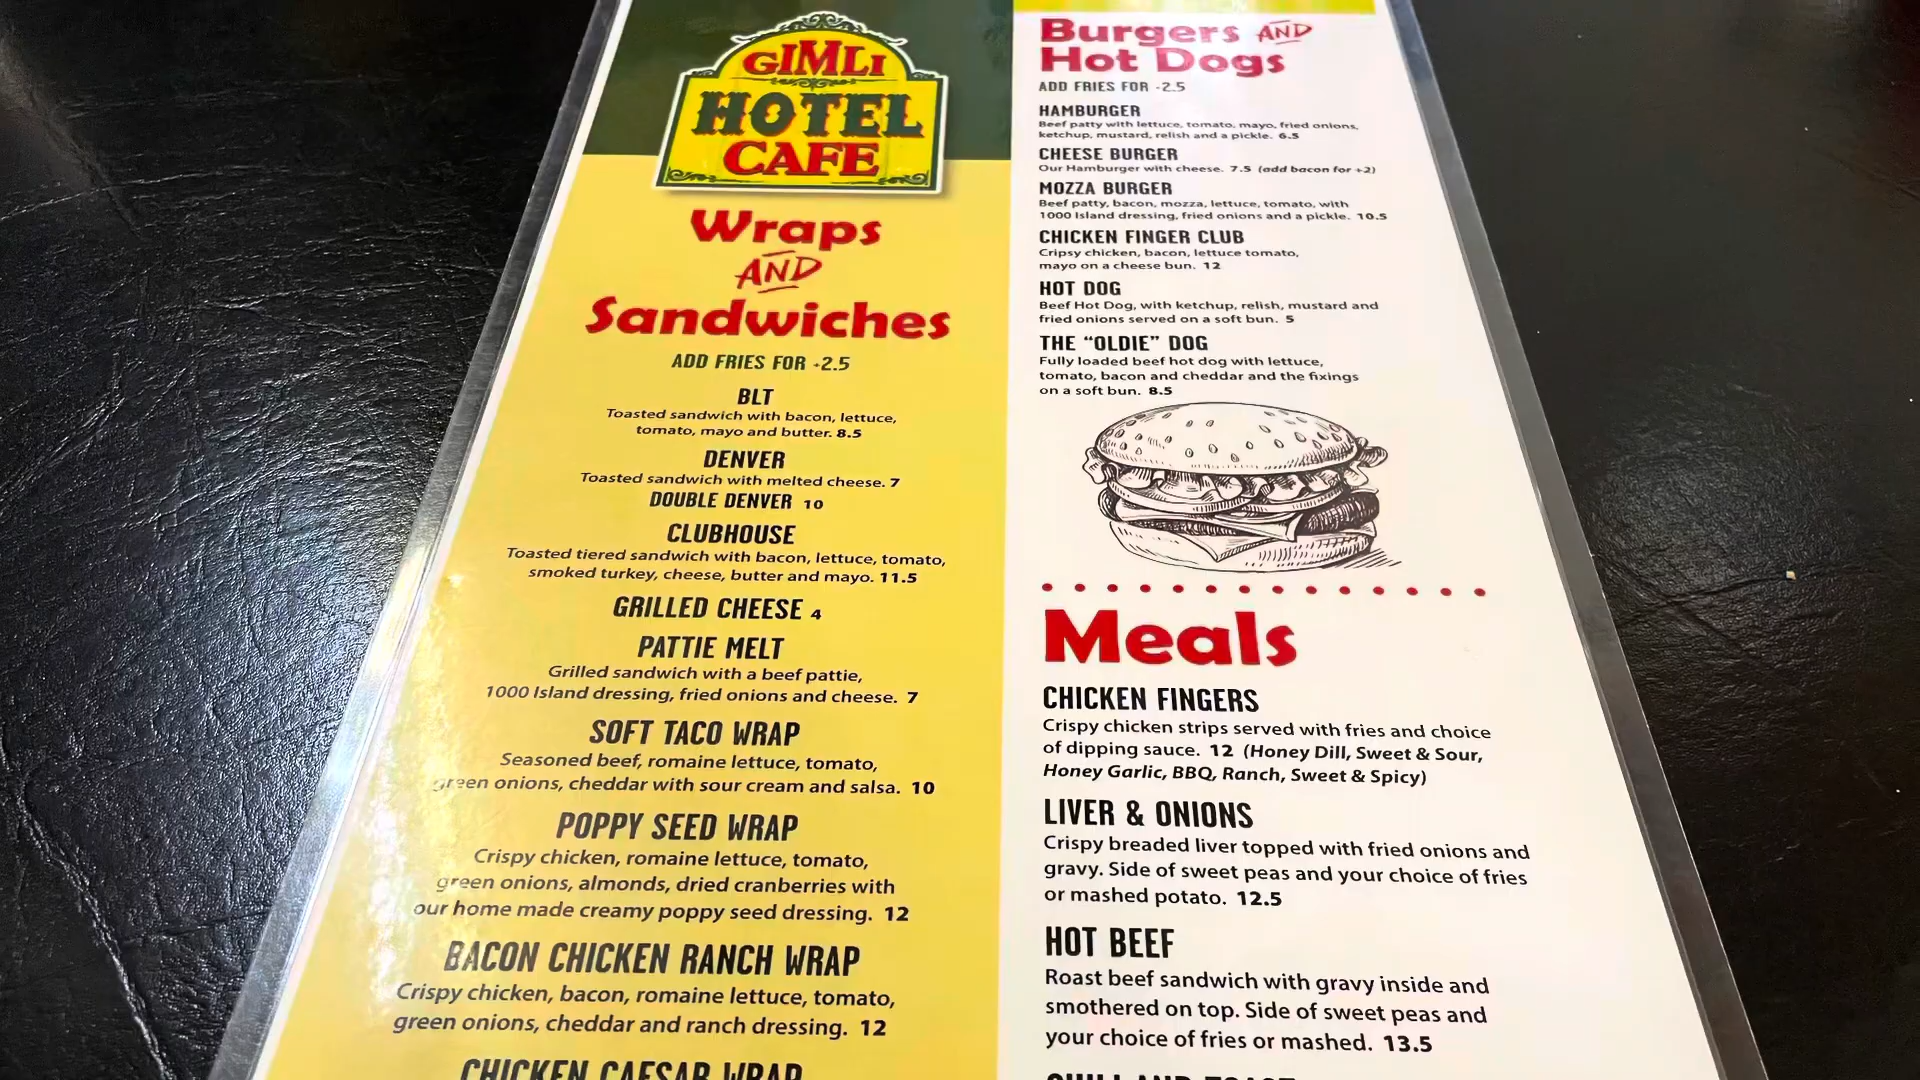 GIMLI
HOTEL
CAFE
Wraps
AND
Sandwiches
ADD FRIES FOR +2.5
BLT
Toasted sandwich with bacon, lettuce,
tomato, mayo and butter. 8.5
DENVER
Toasted sandwich with melted cheese. 7
DOUBLE DENVER 10
CLUBHOUSE
Toasted tiered sandwich with bacon, lettuce, tomato,
smoked turkey, cheese, butter and mayo. 11.5
GRILLED CHEESE 4
PATTIE MELT
Grilled sandwich with a beef pattie,
1000 Island dressing, fried onions and cheese. 7
SOFT TACO WRAP
Seasoned beef, romaine lettuce, tomato,
green onions, cheddar with sour cream and salsa. 10
POPPY SEED WRAP
Crispy chicken, romaine lettuce, tomato,
green onions, almonds, dried cranberries with
our home made creamy poppy seed dressing. 12
BACON CHICKEN RANCH WRAP
Crispy chicken, bacon, romaine lettuce, tomato,
green onions, cheddar and ranch dressing. 12
CHICKEN CAESAR WRAP
Burgers AND
Hot Dogs
ADD FRIES FOR +2.5
HAMBURGER
Beef patty with lettuce, tomato, mayo, fried onions,
ketchup, mustard, relish and a pickle. 6.5
CHEESE BURGER
Our Hamburger with cheese. 7.5 (add bacon for +2)
MOZZA BURGER
Beef patty, bacon, mozza, lettuce, tomato, with
1000 Island dressing, fried onions and a pickle. 10.5
CHICKEN FINGER CLUB
Cripsy chicken, bacon, lettuce tomato,
mayo on a cheese bun. 12
HOT DOG
Beef Hot Dog, with ketchup, relish, mustard and
fried onions served on a soft bun. 5
THE "OLDIE" DOG
Fully loaded beef hot dog with lettuce,
tomato, bacon and cheddar and the fixings
on a soft bun. 8.5
Meals
CHICKEN FINGERS
Crispy chicken strips served with fries and choice
of dipping sauce. 12 (Honey Dill, Sweet & Sour,
Honey Garlic, BBQ, Ranch, Sweet & Spicy)
LIVER & ONIONS
Crispy breaded liver topped with fried onions and
gravy. Side of sweet peas and your choice of fries
or mashed potato. 12.5
HOT BEEF
Roast beef sandwich with gravy inside and
smothered on top. Side of sweet peas and
your choice of fries or mashed. 13.5
CHILI AND TOAST